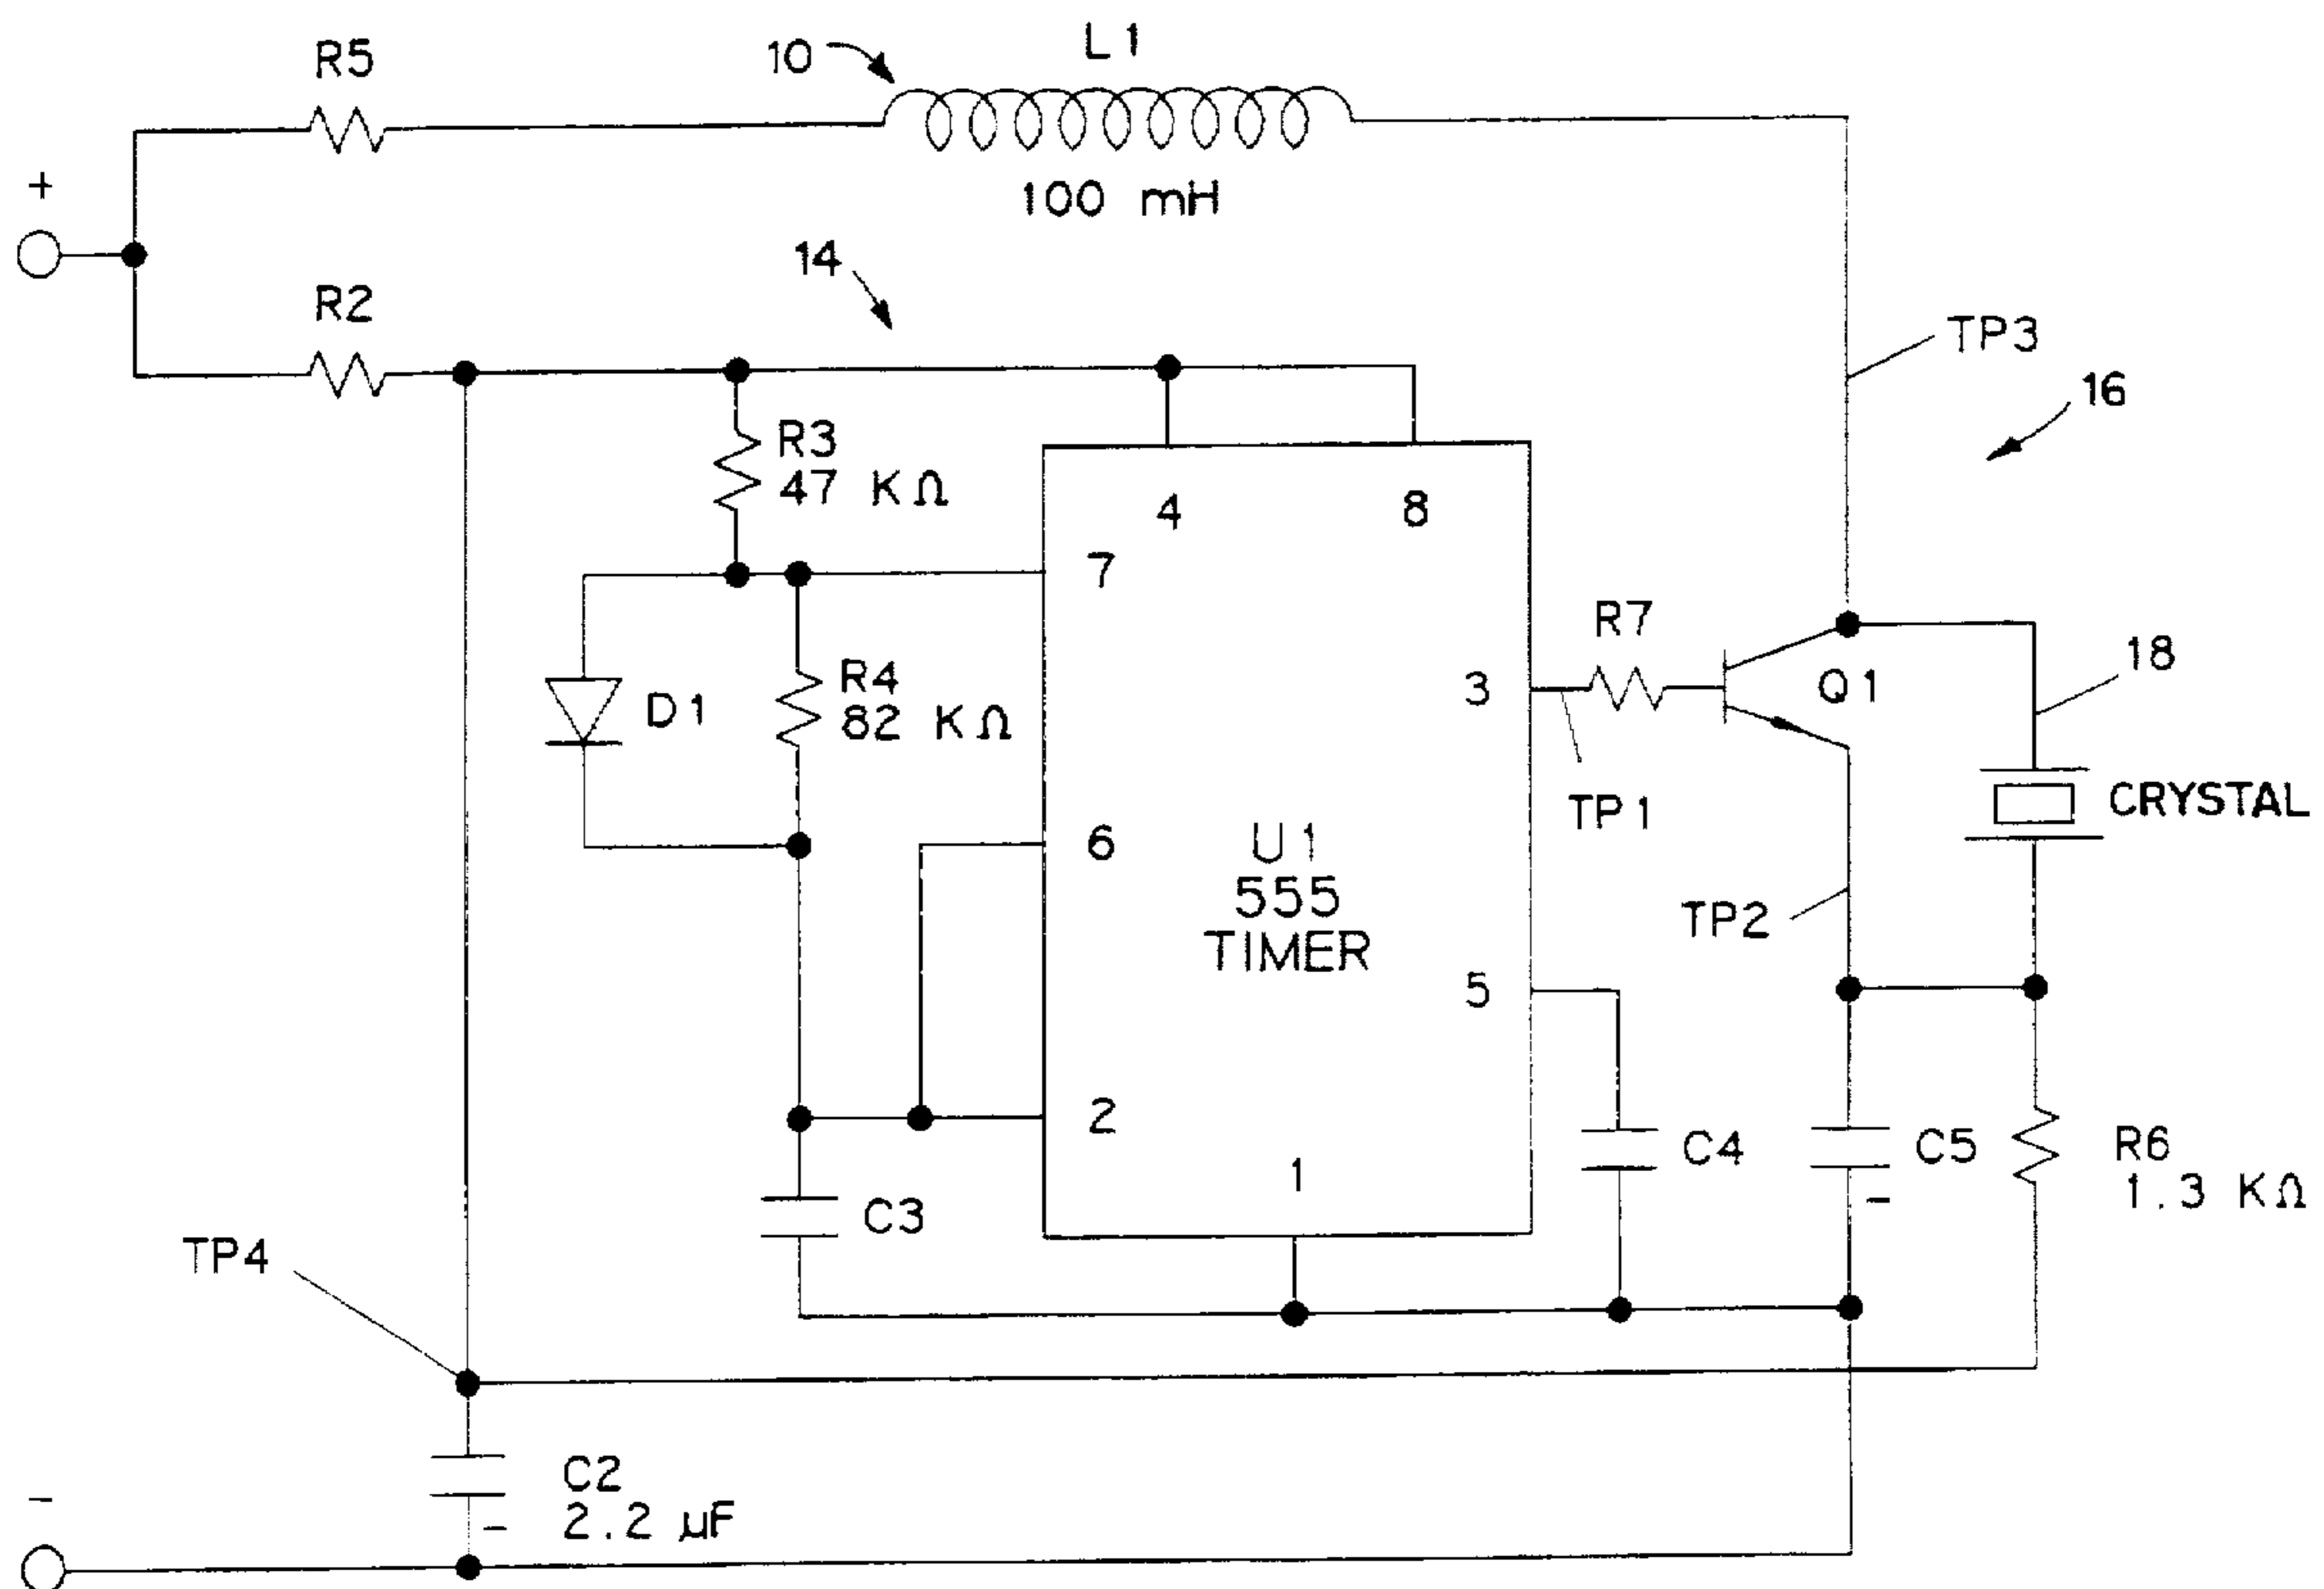 R5
10
L1
100 mH
+
R2
14
TP3
16
R3
47 KΩ
4
8
7
D1
R4
82 KΩ
3
R7
Q1
18
TP1
CRYSTAL
6
U1
555
TIMER
TP2
5
2
1
C3
C4
C5
-
R6
1.3 KΩ
TP4
C2
2.2 µF
-
-